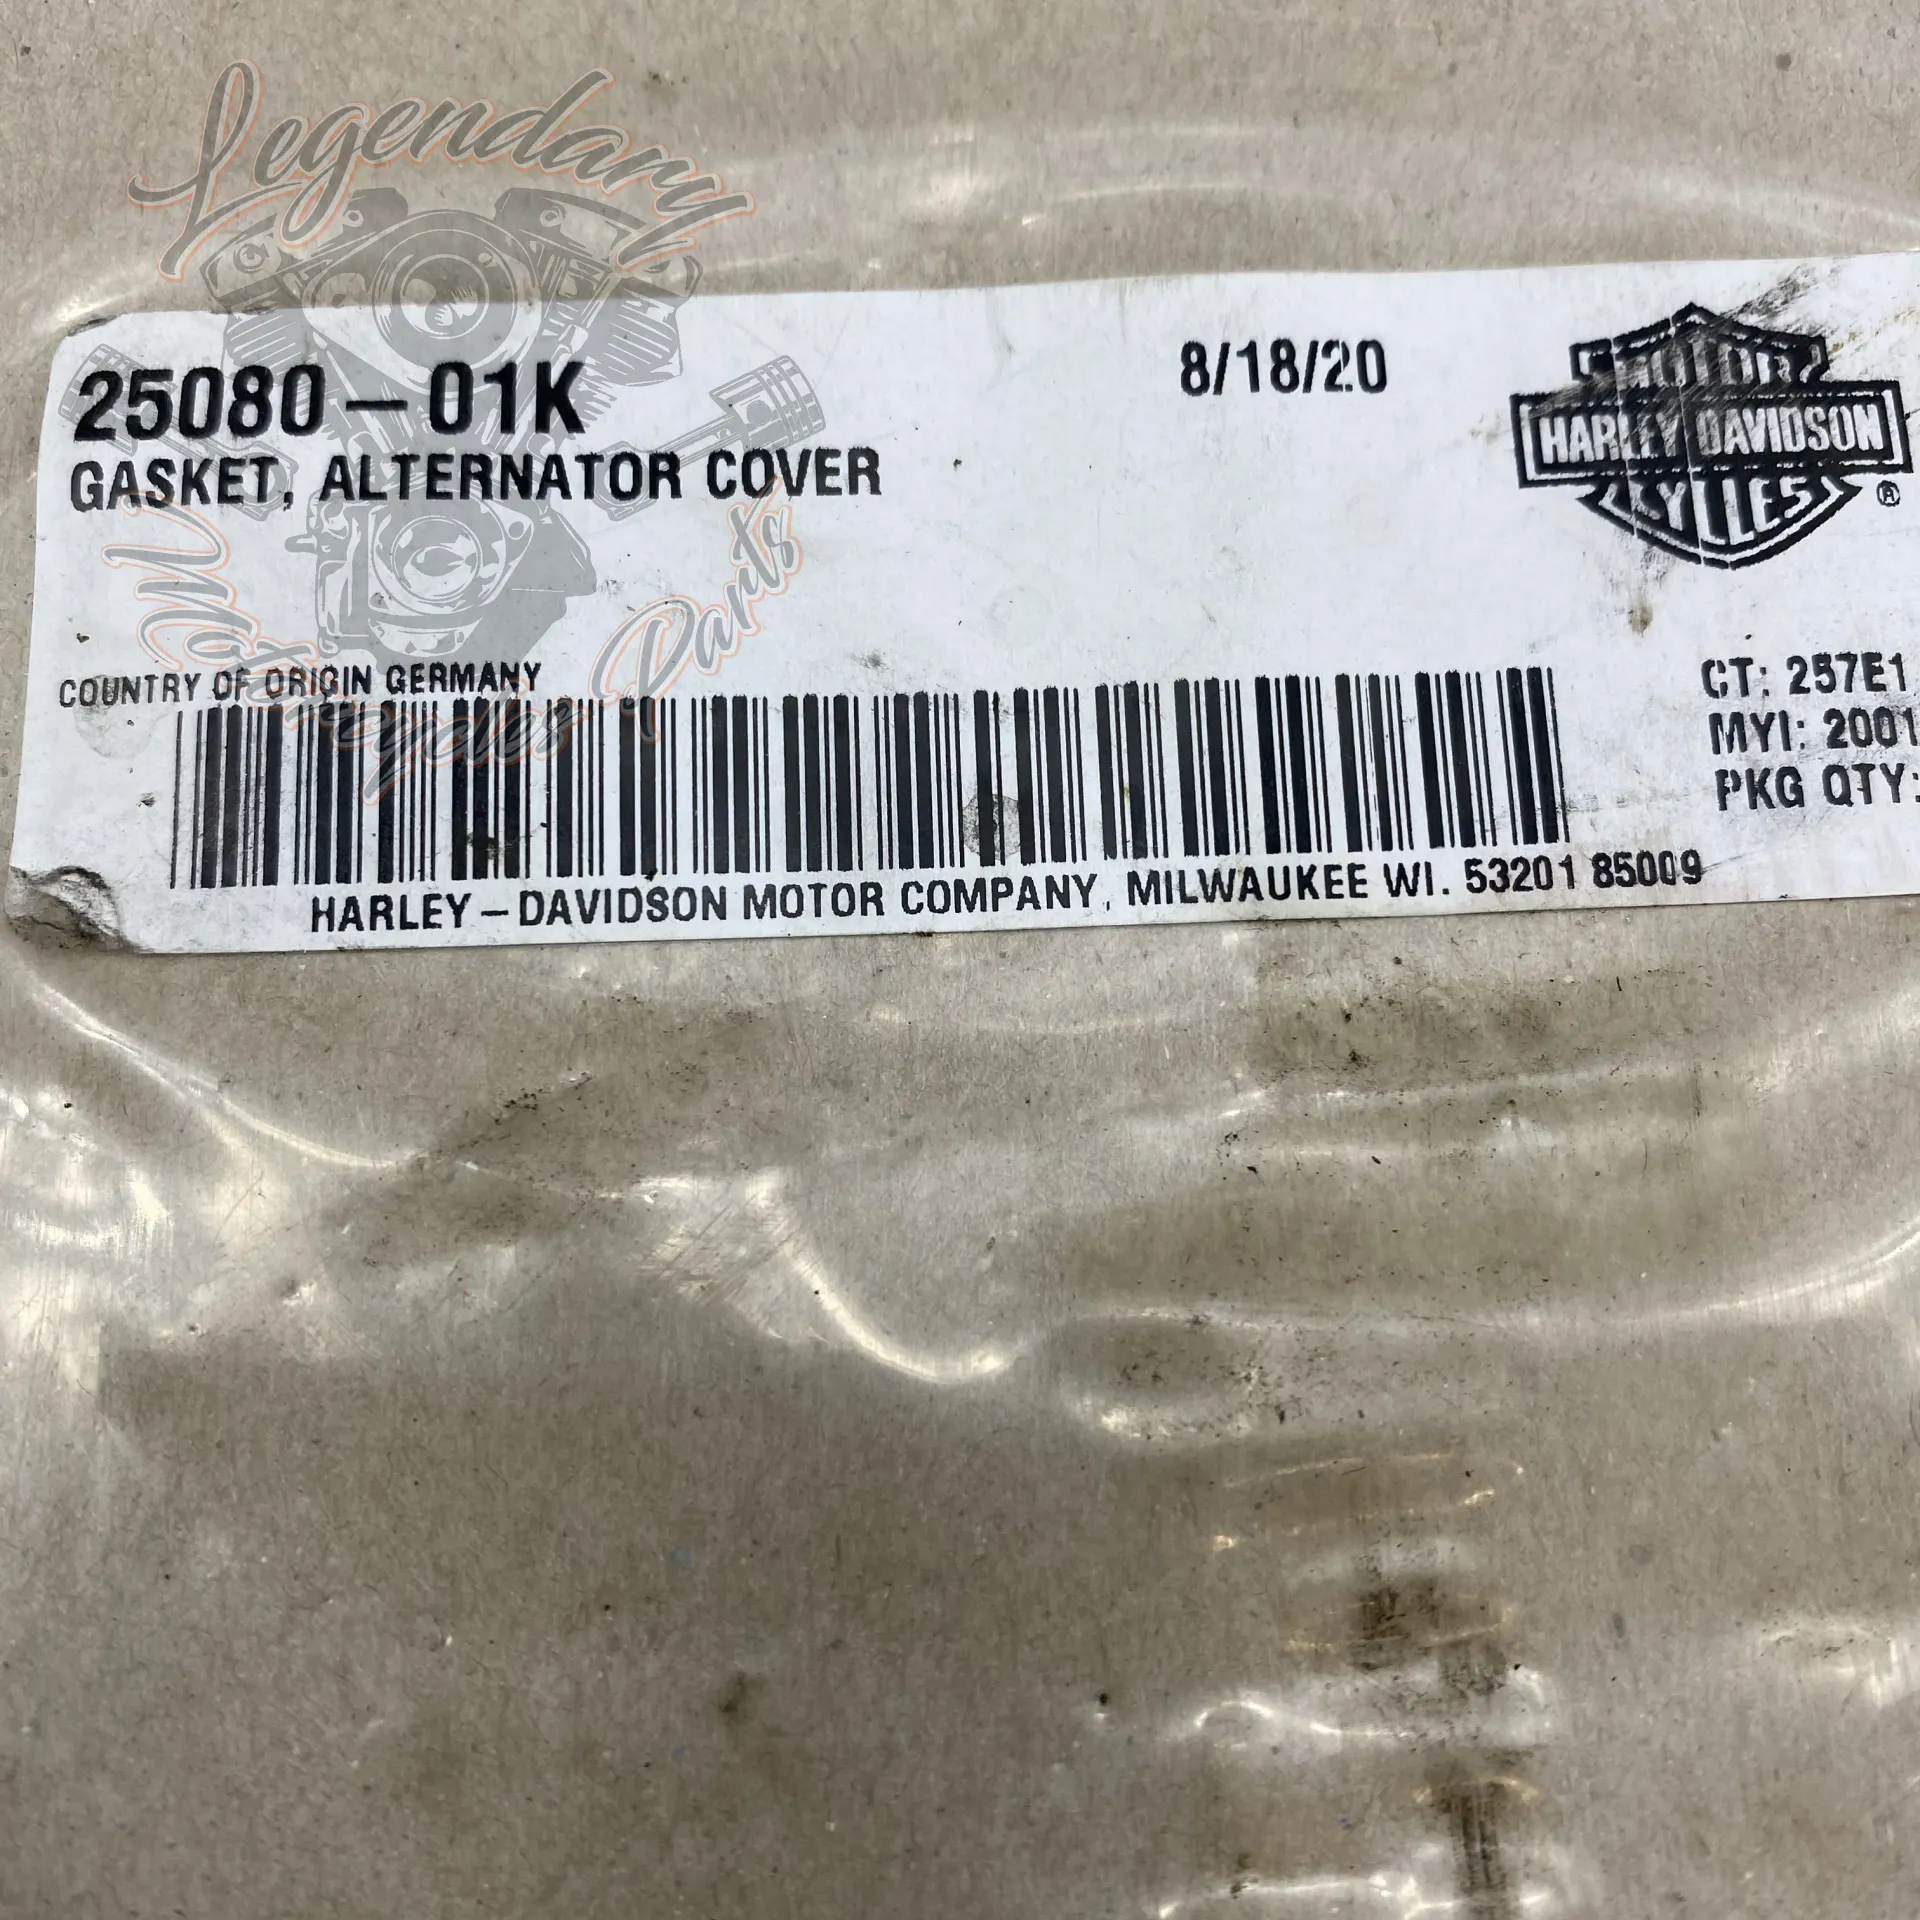 Legendary
25080-01K
8/18/20
GASKET, ALTERNATOR COVER
MOTOR
HARLEY DAVIDSON
CYCLES
®
Motorcycles Parts
COUNTRY OF ORIGIN GERMANY
CT: 257E1
MYI: 2001
PKG QTY:
HARLEY-DAVIDSON MOTOR COMPANY, MILWAUKEE WI. 53201 85009